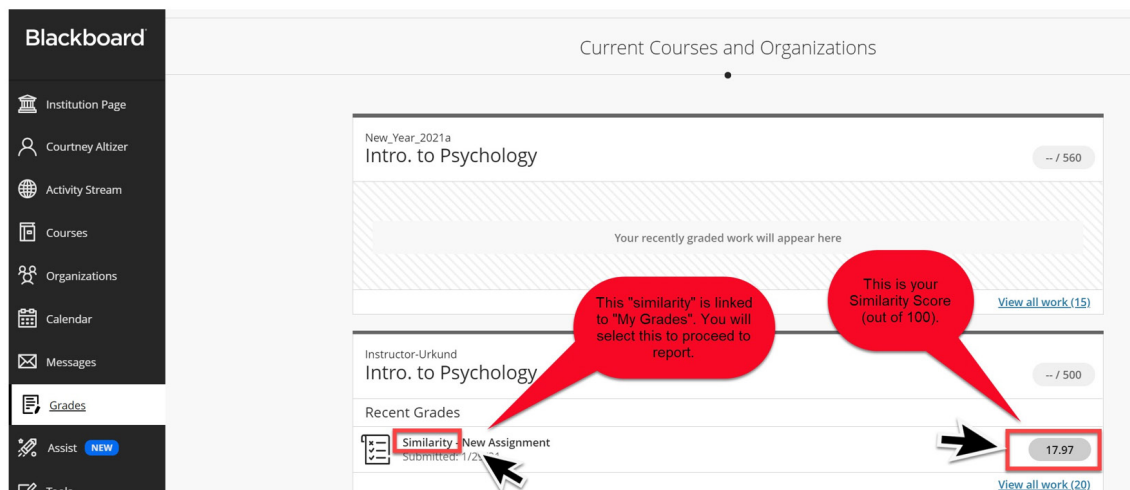 Blackboard
Current Courses and Organizations
Institution Page
Courtney Altizer
Activity Stream
Courses
Organizations
Calendar
Messages
Grades
Assist NEW
Tools
New_Year_2021a
Intro. to Psychology
-- / 560
Your recently graded work will appear here
View all work (15)
This "similarity" is linked
to "My Grades". You will
select this to proceed to
report.
This is your
Similarity Score
(out of 100).
Instructor-Urkund
Intro. to Psychology
-- / 500
Recent Grades
Similarity - New Assignment
Submitted:
17.97
View all work (20)